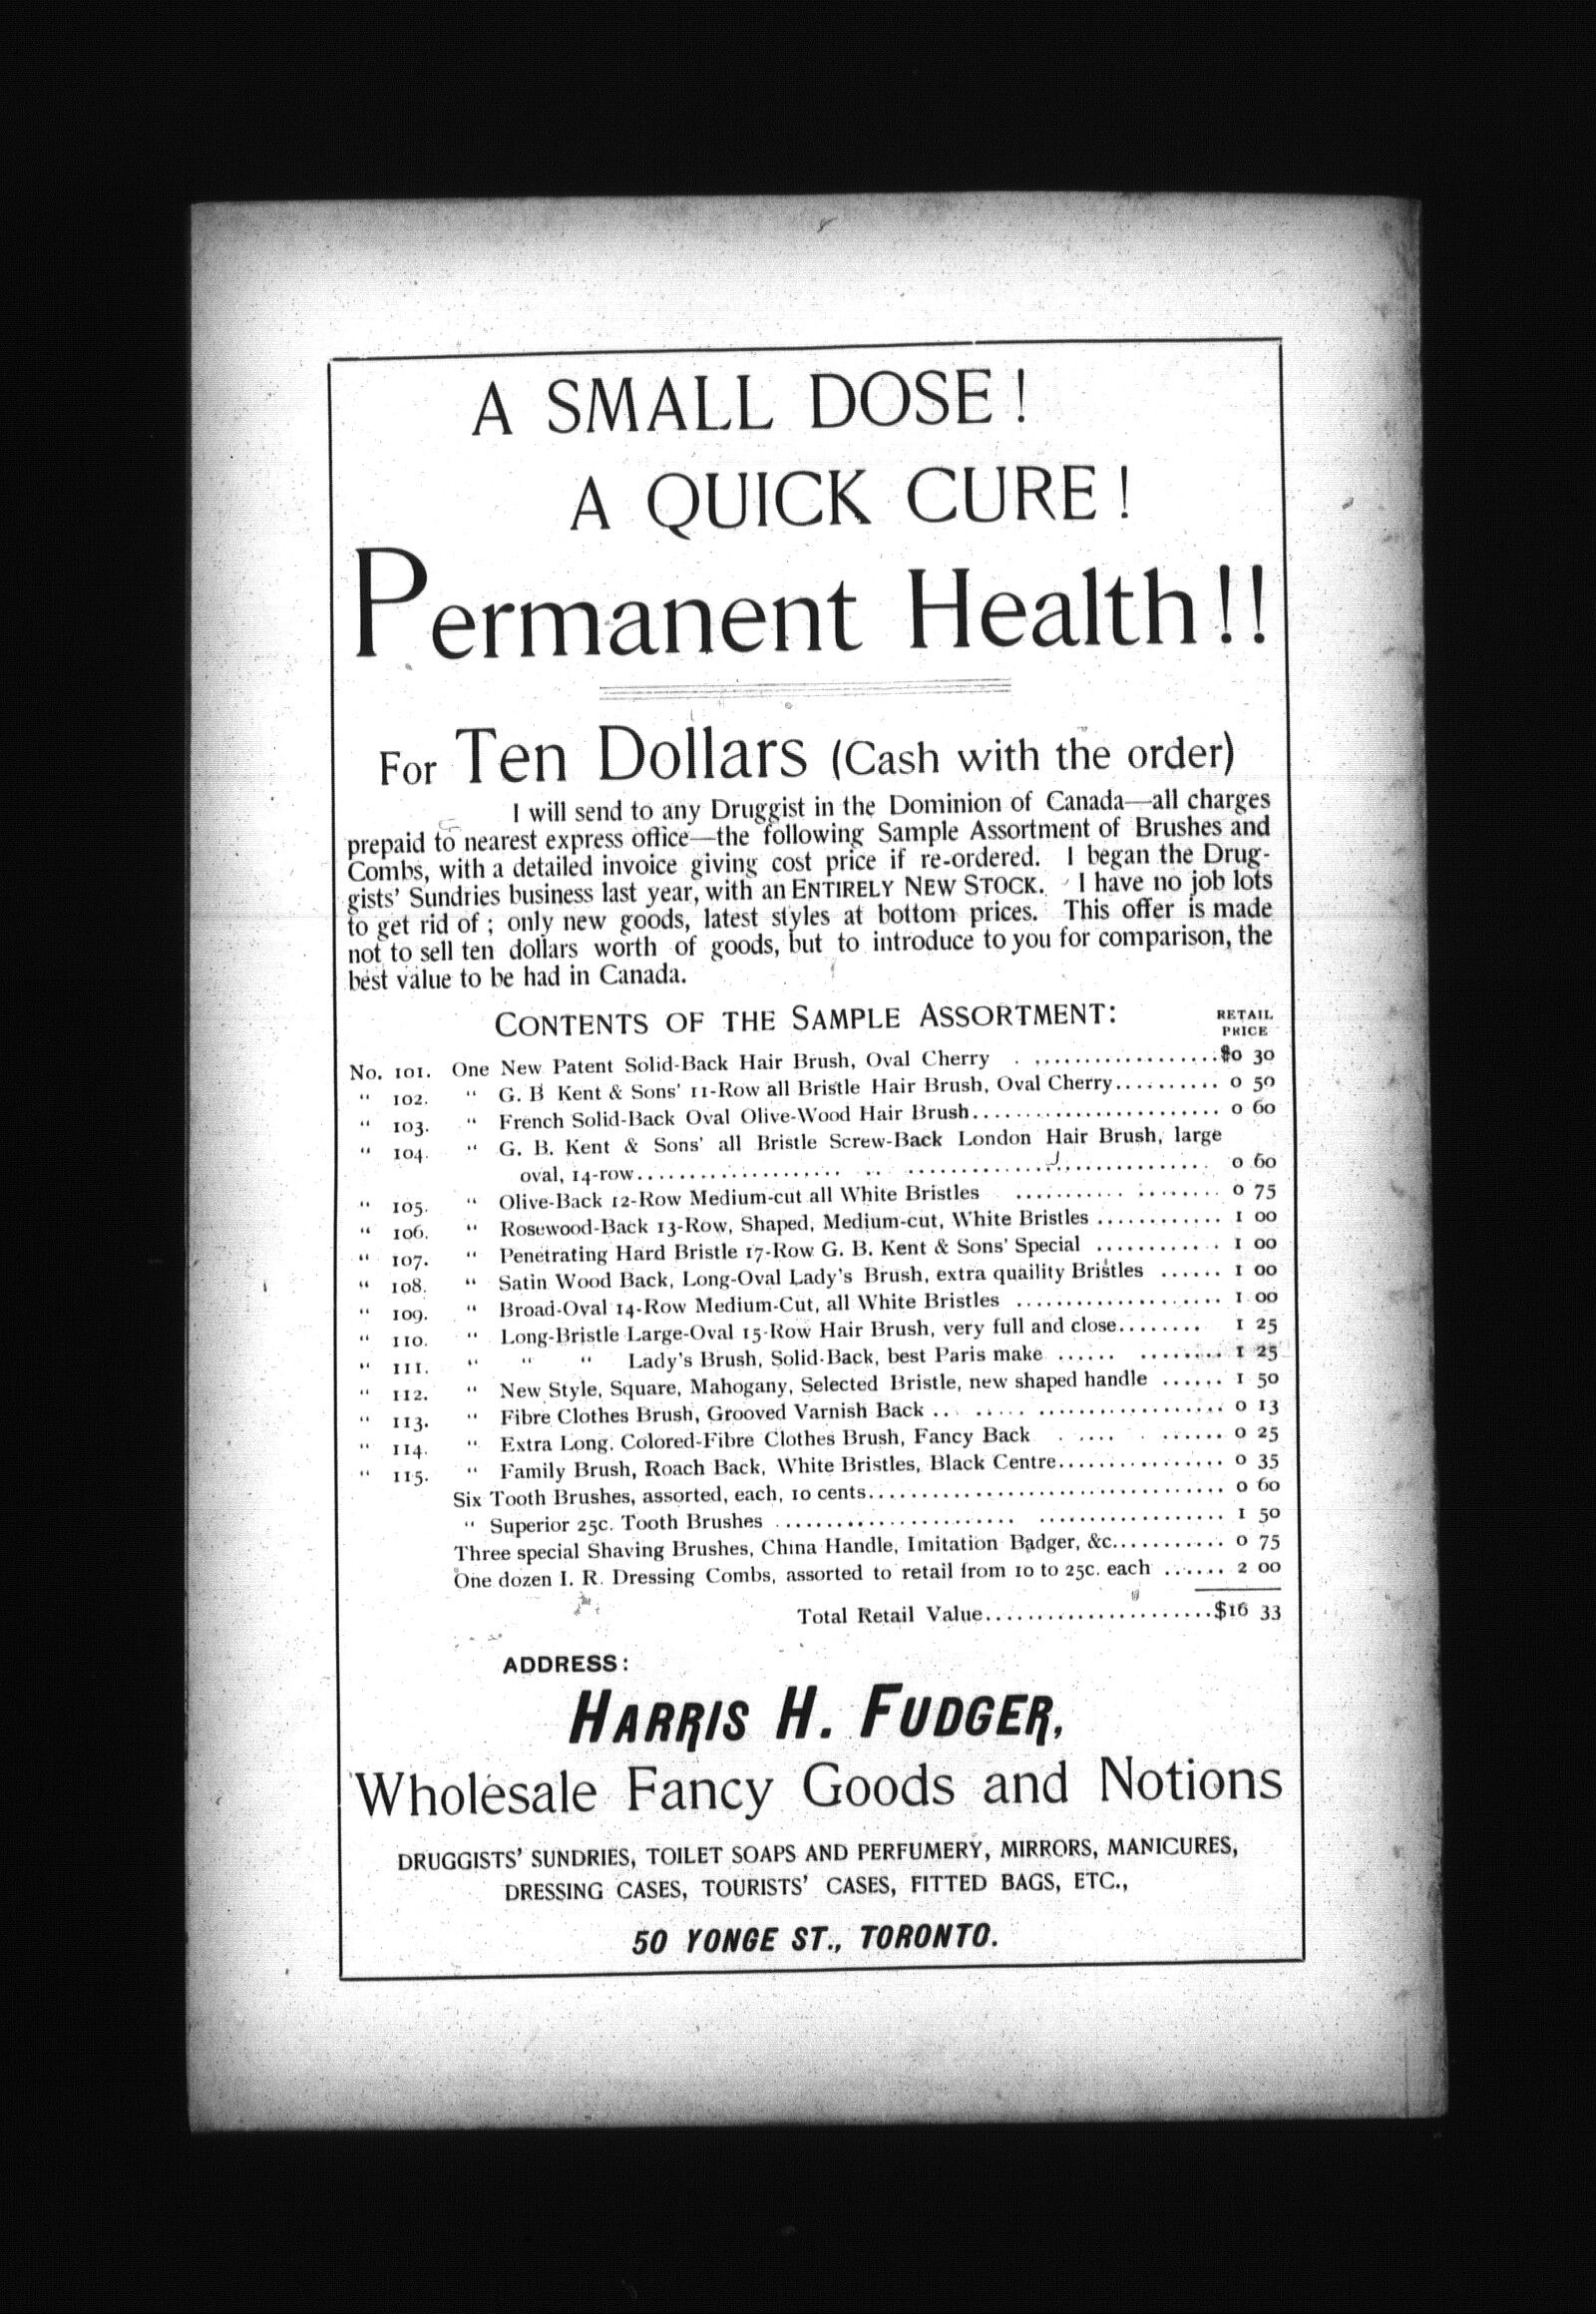 A SMALL DOSE!
A QUICK CURE!
Permanent Health!!
For Ten Dollars (Cash with the order)
I will send to any Druggist in the Dominion of Canada—all charges
prepaid to nearest express office—the following Sample Assortment of Brushes and
Combs, with a detailed invoice giving cost price if re-ordered. I began the Drug-
gists' Sundries business last year, with an ENTIRELY NEW STOCK. I have no job lots
to get rid of; only new goods, latest styles at bottom prices. This offer is made
not to sell ten dollars worth of goods, but to introduce to you for comparison, the
best value to be had in Canada.
CONTENTS OF THE SAMPLE ASSORTMENT:
RETAIL
PRICE
No. 101. One New Patent Solid-Back Hair Brush, Oval Cherry . ..................$0 30
" 102. " G. B Kent & Sons' 11-Row all Bristle Hair Brush, Oval Cherry.......... 0 50
" 103. " French Solid-Back Oval Olive-Wood Hair Brush........................ 0 60
" 104. " G. B. Kent & Sons' all Bristle Screw-Back London Hair Brush, large
oval, 14-row.................... .. ............................. 0 60
" 105. " Olive-Back 12-Row Medium-cut all White Bristles ........... ........ 0 75
" 106. " Rosewood-Back 13-Row, Shaped, Medium-cut, White Bristles ............ 1 00
" 107. " Penetrating Hard Bristle 17-Row G. B. Kent & Sons' Special ............ 1 00
" 108. " Satin Wood Back, Long-Oval Lady's Brush, extra quaility Bristles ...... 1 00
" 109. " Broad-Oval 14-Row Medium-Cut, all White Bristles .................... 1 00
" 110. " Long-Bristle Large-Oval 15-Row Hair Brush, very full and close........ 1 25
" 111. " " " Lady's Brush, Solid-Back, best Paris make ...... ........ 1 25
" 112. " New Style, Square, Mahogany, Selected Bristle, new shaped handle ...... 1 50
" 113. " Fibre Clothes Brush, Grooved Varnish Back ... ..... .................. 0 13
" 114. " Extra Long, Colored-Fibre Clothes Brush, Fancy Back . .... . ...... 0 25
" 115. " Family Brush, Roach Back, White Bristles, Black Centre................ 0 35
Six Tooth Brushes, assorted, each, 10 cents.................................. 0 60
" Superior 25c. Tooth Brushes ....................... .................. 1 50
Three special Shaving Brushes, China Handle, Imitation Badger, &c........... 0 75
One dozen I. R. Dressing Combs, assorted to retail from 10 to 25c. each ...... 2 00
Total Retail Value......................$16 33
ADDRESS:
HARRIS H. FUDGER,
Wholesale Fancy Goods and Notions
DRUGGISTS' SUNDRIES, TOILET SOAPS AND PERFUMERY, MIRRORS, MANICURES,
DRESSING CASES, TOURISTS' CASES, FITTED BAGS, ETC.,
50 YONGE ST., TORONTO.